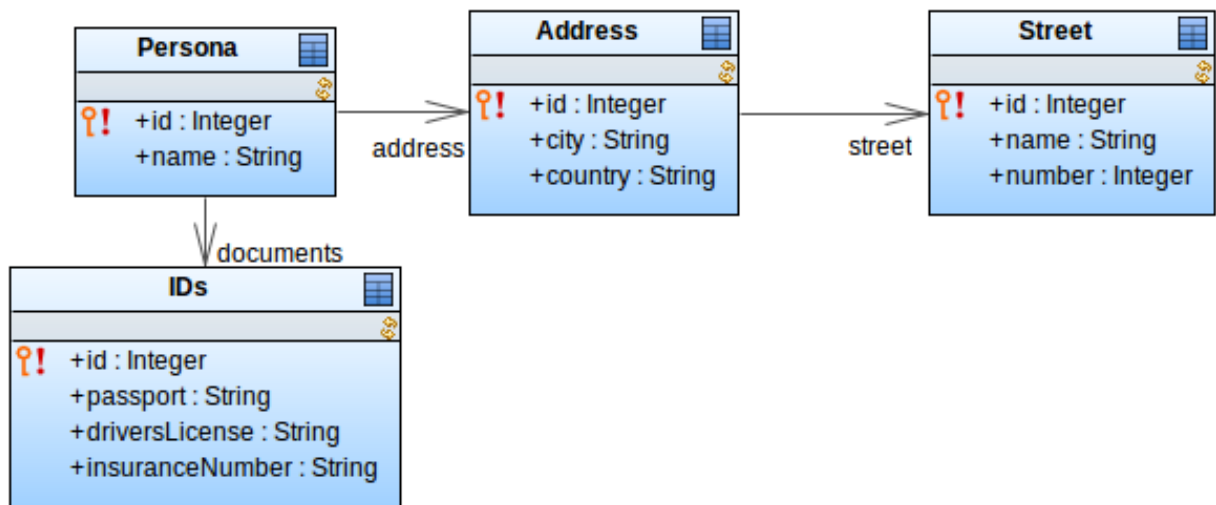 Persona
+id : Integer
+name : String
address
Address
+id : Integer
+city : String
+country : String
street
Street
+id : Integer
+name : String
+number : Integer
documents
IDs
+id : Integer
+passport : String
+driversLicense : String
+insuranceNumber : String